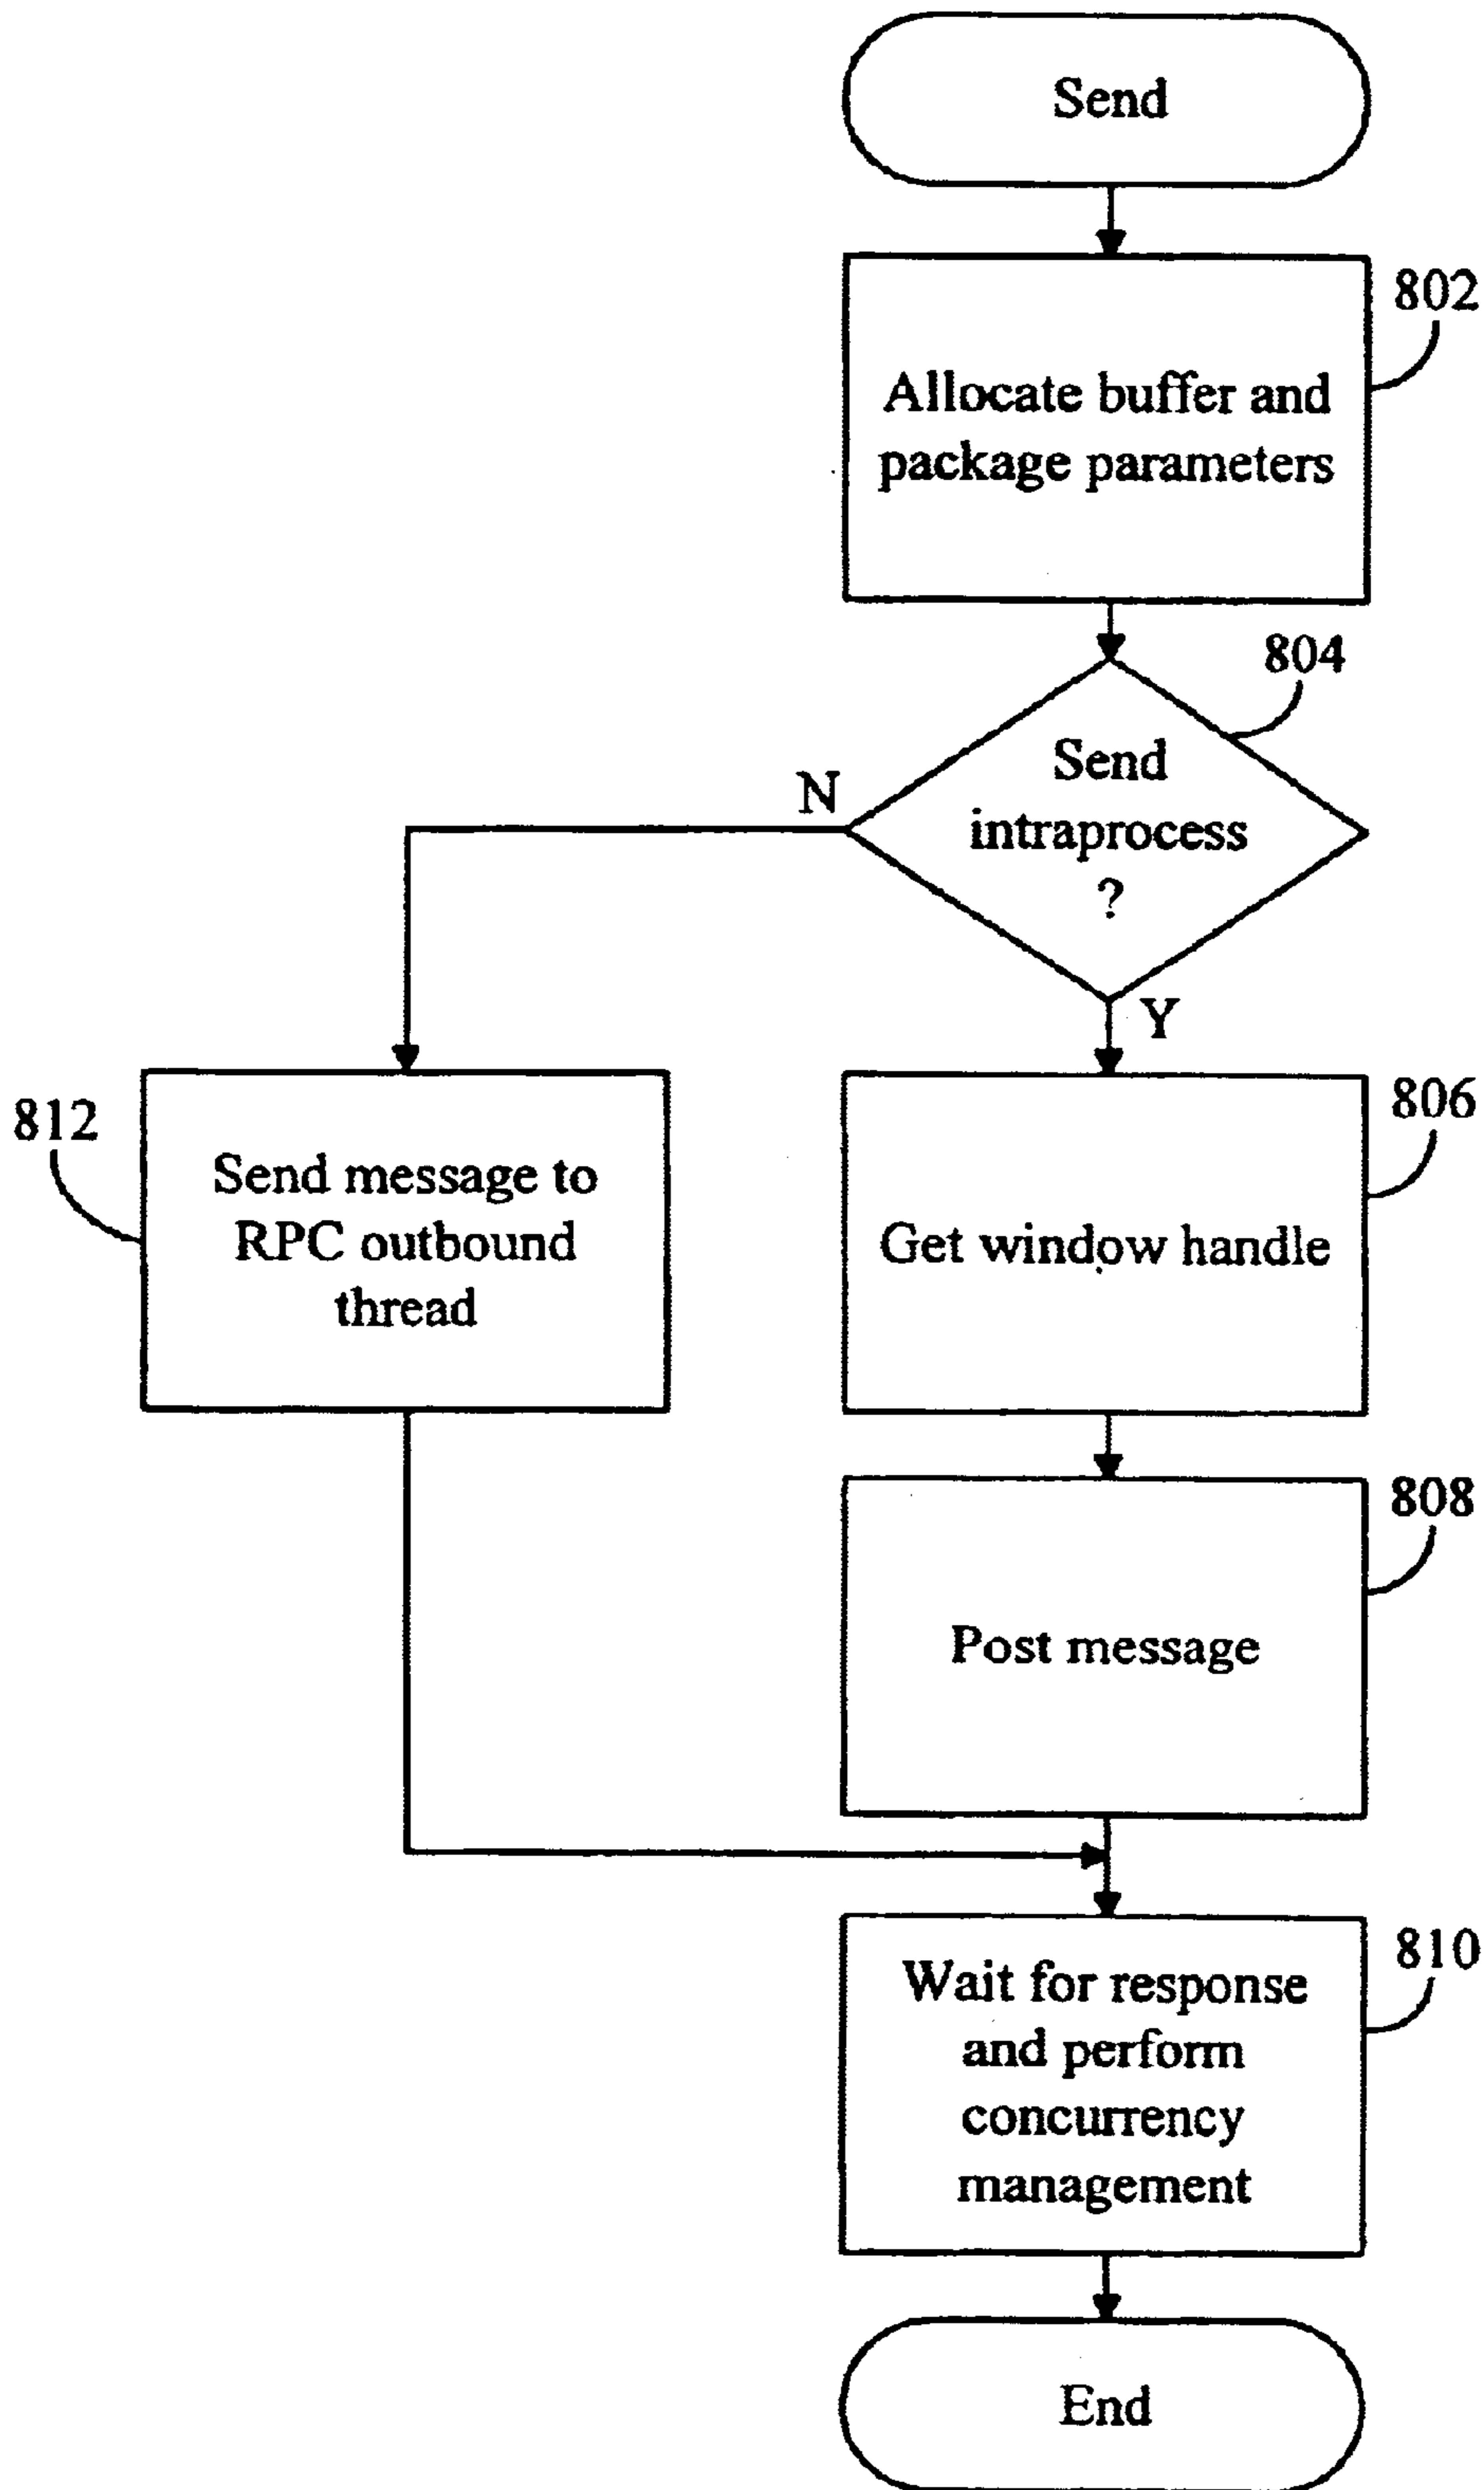 Send
802
Allocate buffer and
package parameters
804
Send
intraprocess
?
N
Y
812
Send message to
RPC outbound
thread
806
Get window handle
808
Post message
810
Wait for response
and perform
concurrency
management
End